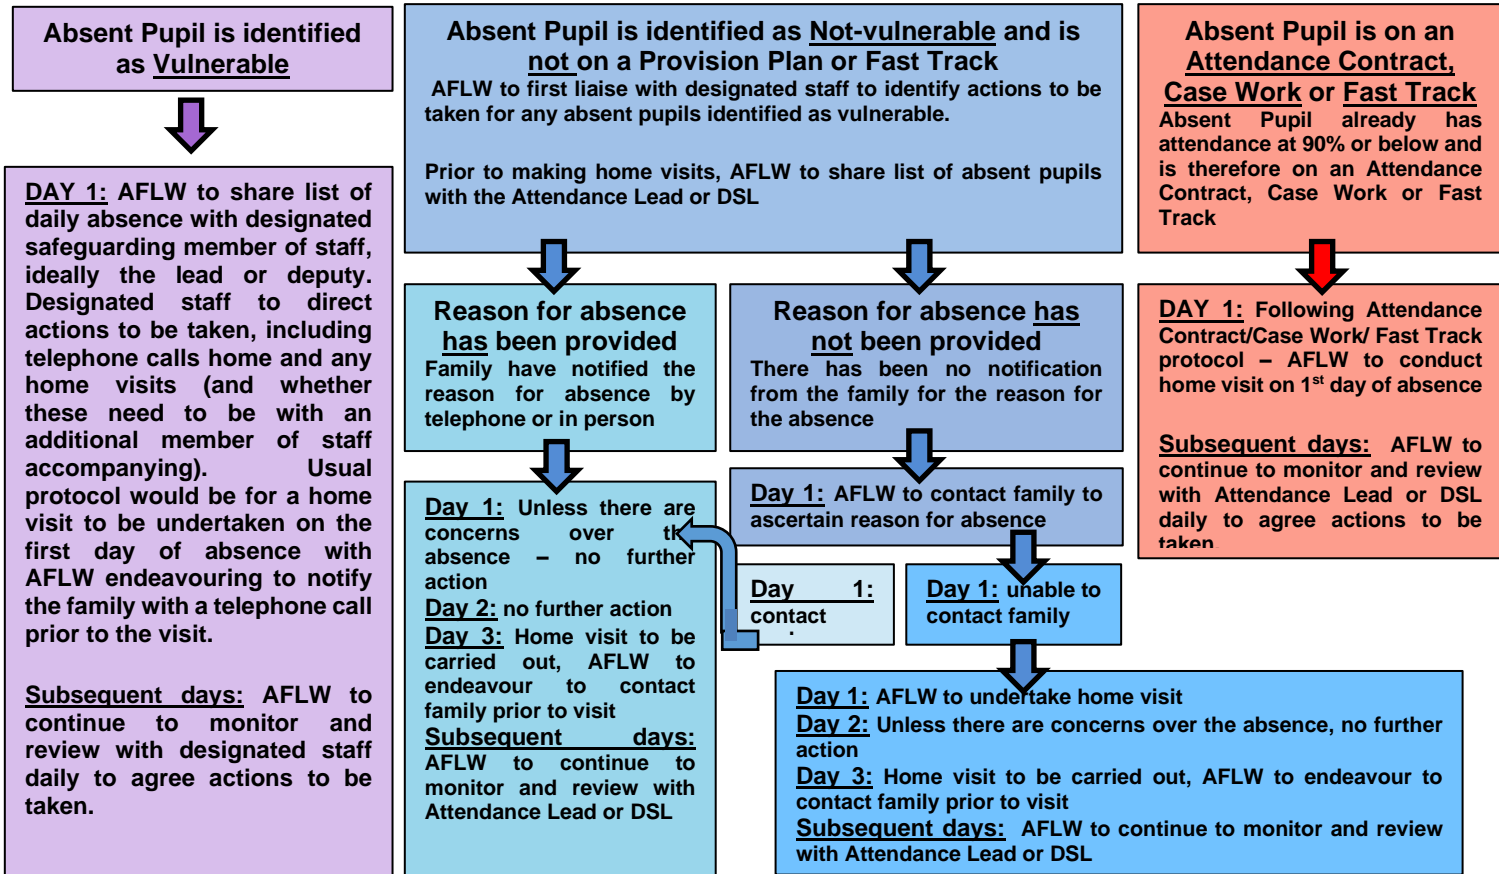 Absent Pupil is identified
as Vulnerable
DAY 1: AFLW to share list of
daily absence with designated
safeguarding member of staff,
ideally the lead or deputy.
Designated staff to direct
actions to be taken, including
telephone calls home and any
home visits (and whether
these need to be with an
additional member of staff
accompanying). Usual
protocol would be for a home
visit to be undertaken on the
first day of absence with
AFLW endeavouring to notify
the family with a telephone call
prior to the visit.
Subsequent days: AFLW to
continue to monitor and
review with designated staff
daily to agree actions to be
taken.
Absent Pupil is identified as Not-vulnerable and is
not on a Provision Plan or Fast Track
AFLW to first liaise with designated staff to identify actions to be
taken for any absent pupils identified as vulnerable.
Prior to making home visits, AFLW to share list of absent pupils
with the Attendance Lead or DSL
Reason for absence
has been provided
Family have notified the
reason for absence by
telephone or in person
Day 1: Unless there are
concerns over the
absence – no further
action
Day 2: no further action
Day 3: Home visit to be
carried out, AFLW to
endeavour to contact
family prior to visit
Subsequent days:
AFLW to continue to
monitor and review with
Attendance Lead or DSL
Reason for absence has
not been provided
There has been no notification
from the family for the reason for
the absence
Day 1: AFLW to contact family to
ascertain reason for absence
Day 1:
contact
Day 1: unable to
contact family
Day 1: AFLW to undertake home visit
Day 2: Unless there are concerns over the absence, no further
action
Day 3: Home visit to be carried out, AFLW to endeavour to
contact family prior to visit
Subsequent days: AFLW to continue to monitor and review
with Attendance Lead or DSL
Absent Pupil is on an
Attendance Contract,
Case Work or Fast Track
Absent Pupil already has
attendance at 90% or below and
is therefore on an Attendance
Contract, Case Work or Fast
Track
DAY 1: Following Attendance
Contract/Case Work/ Fast Track
protocol – AFLW to conduct
home visit on 1st day of absence
Subsequent days: AFLW to
continue to monitor and review
with Attendance Lead or DSL
daily to agree actions to be
taken.